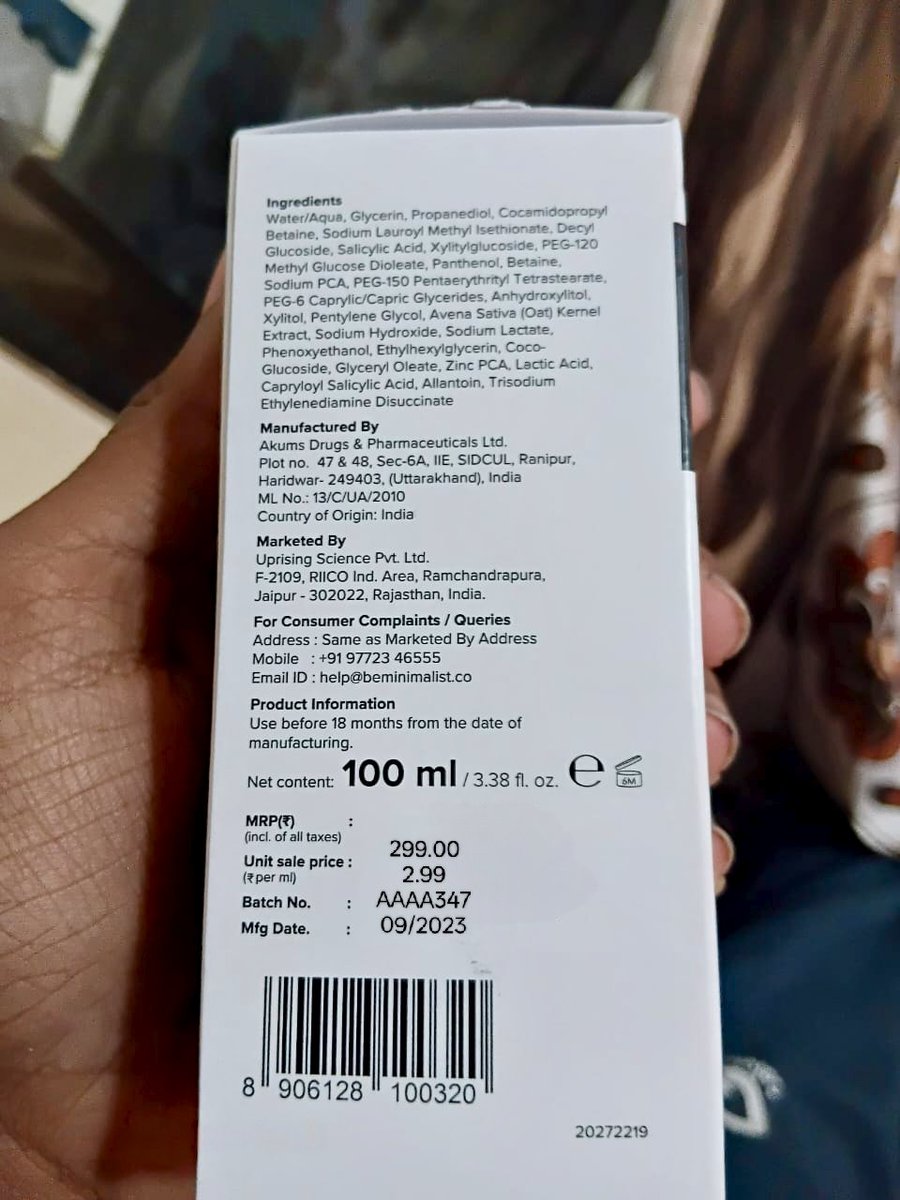 Ingredients
Water/Aqua, Glycerin, Propanediol, Cocamidopropyl
Betaine, Sodium Lauroyl Methyl Isethionate, Decyl
Glucoside, Salicylic Acid, Xylitylglucoside, PEG-120
Methyl Glucose Dioleate, Panthenol, Betaine,
Sodium PCA, PEG-150 Pentaerythrityl Tetrastearate,
PEG-6 Caprylic/Capric Glycerides, Anhydroxylitol,
Xylitol, Pentylene Glycol, Avena Sativa (Oat) Kernel
Extract, Sodium Hydroxide, Sodium Lactate,
Phenoxyethanol, Ethylhexylglycerin, Coco-
Glucoside, Glyceryl Oleate, Zinc PCA, Lactic Acid,
Capryloyl Salicylic Acid, Allantoin, Trisodium
Ethylenediamine Disuccinate
Manufactured By
Akums Drugs & Pharmaceuticals Ltd.
Plot no. 47 & 48, Sec-6A, IIE, SIDCUL, Ranipur,
Haridwar- 249403, (Uttarakhand), India
ML No.: 13/C/UA/2010
Country of Origin: India
Marketed By
Uprising Science Pvt. Ltd.
F-2109, RIICO Ind. Area, Ramchandrapura,
Jaipur - 302022, Rajasthan, India.
For Consumer Complaints / Queries
Address : Same as Marketed By Address
Mobile : +91 97723 46555
Email ID : help@beminimalist.co
Product Information
Use before 18 months from the date of
manufacturing.
Net content: 100 ml / 3.38 fl. oz. e 6M
MRP(₹) :
(incl. of all taxes) 299.00
Unit sale price : 2.99
(₹ per ml)
Batch No. : AAAA347
Mfg Date. : 09/2023
8 906128 100320
20272219